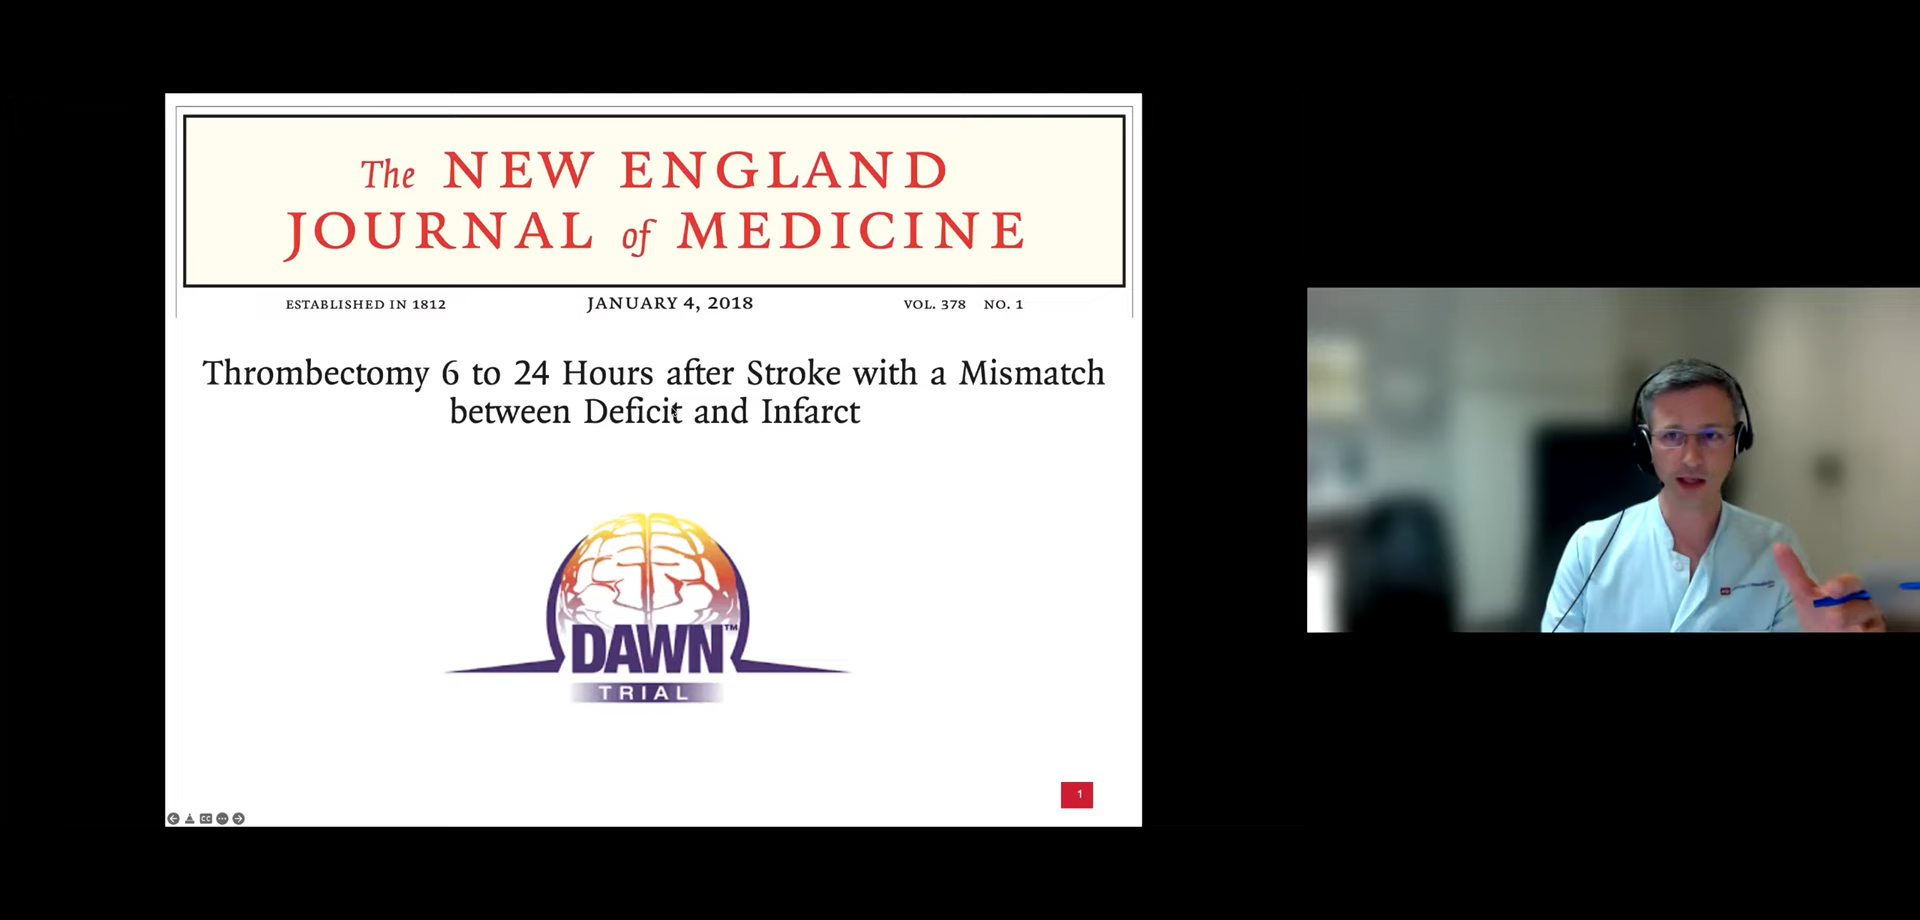 The NEW ENGLAND
JOURNAL of MEDICINE
ESTABLISHED IN 1812 JANUARY 4, 2018 VOL. 378 NO. 1
Thrombectomy 6 to 24 Hours after Stroke with a Mismatch
between Deficit and Infarct
DAWN™
TRIAL
1
CC